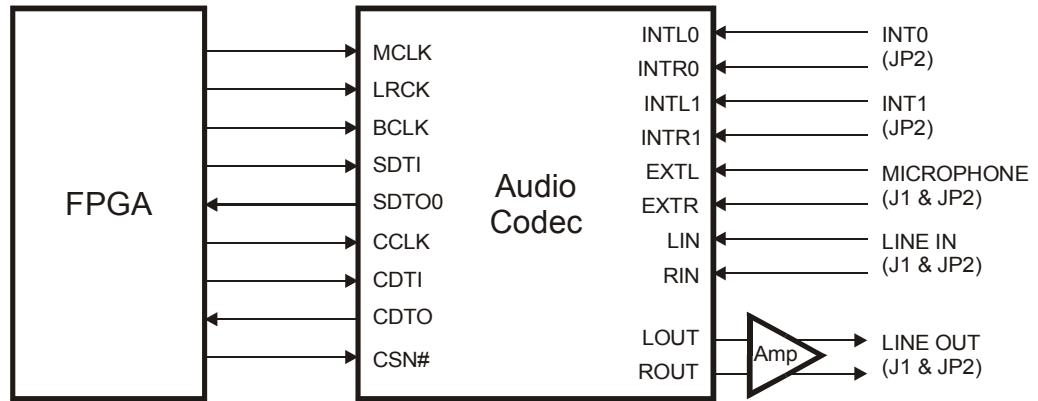 FPGA
MCLK
LRCK
BCLK
SDTI
SDTO0
CCLK
CDTI
CDTO
CSN#
Audio
Codec
INTL0
INTR0
INTL1
INTR1
EXTL
EXTR
LIN
RIN
LOUT
ROUT
Amp
INT0
(JP2)
INT1
(JP2)
MICROPHONE
(J1 & JP2)
LINE IN
(J1 & JP2)
LINE OUT
(J1 & JP2)